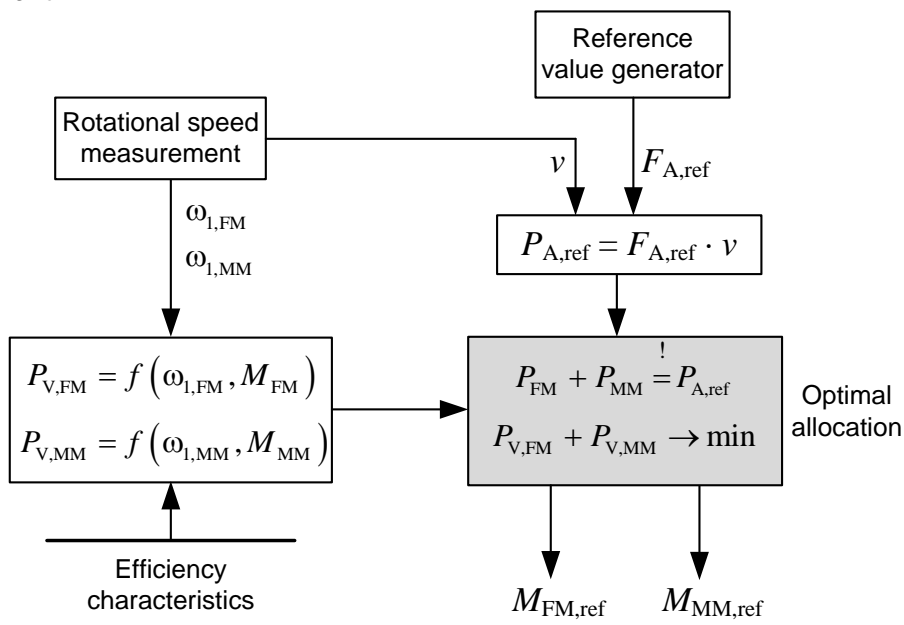 Reference
value generator
Rotational speed
measurement
v
F_A,ref
ω_1,FM
ω_1,MM
P_A,ref = F_A,ref · v
P_V,FM = f (ω_1,FM , M_FM)
P_V,MM = f (ω_1,MM , M_MM)
!
P_FM + P_MM = P_A,ref
P_V,FM + P_V,MM → min
Optimal
allocation
Efficiency
characteristics
M_FM,ref
M_MM,ref